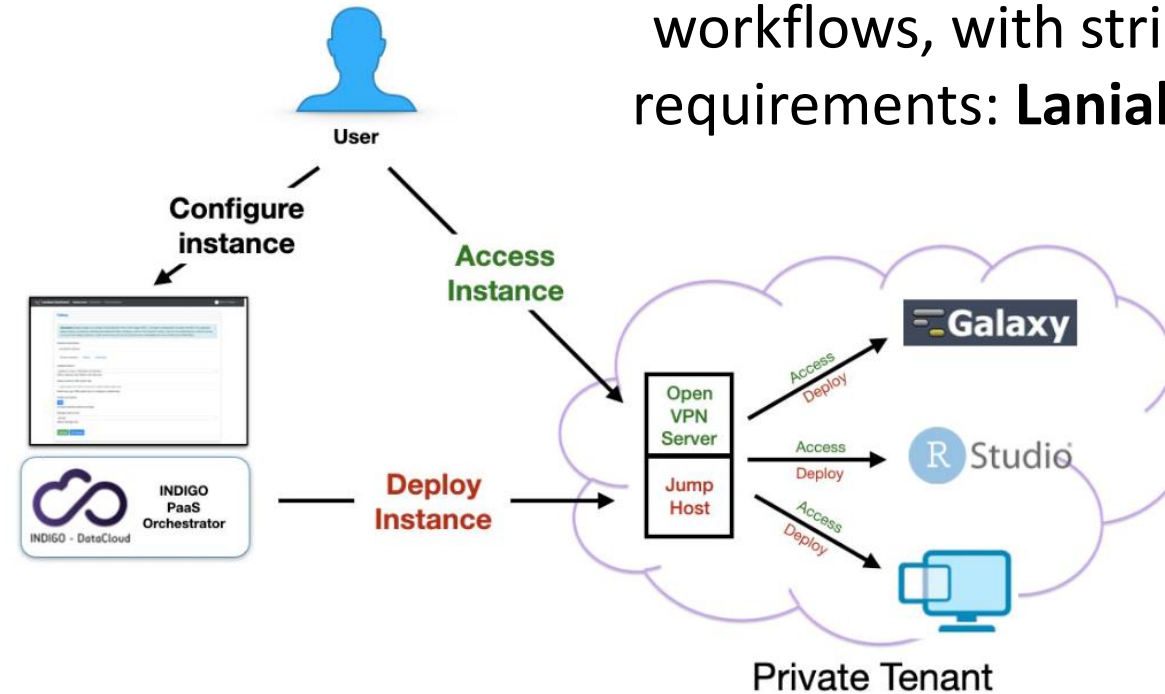 workflows, with stri
requirements: Lanial
User
Configure
instance
Access
Instance
Galaxy
Access
Deploy
Open
VPN
Server
Access
Deploy
R Studio
Jump
Host
Access
Deploy
Deploy
Instance
INDIGO
PaaS
Orchestrator
INDIGO - DataCloud
Private Tenant